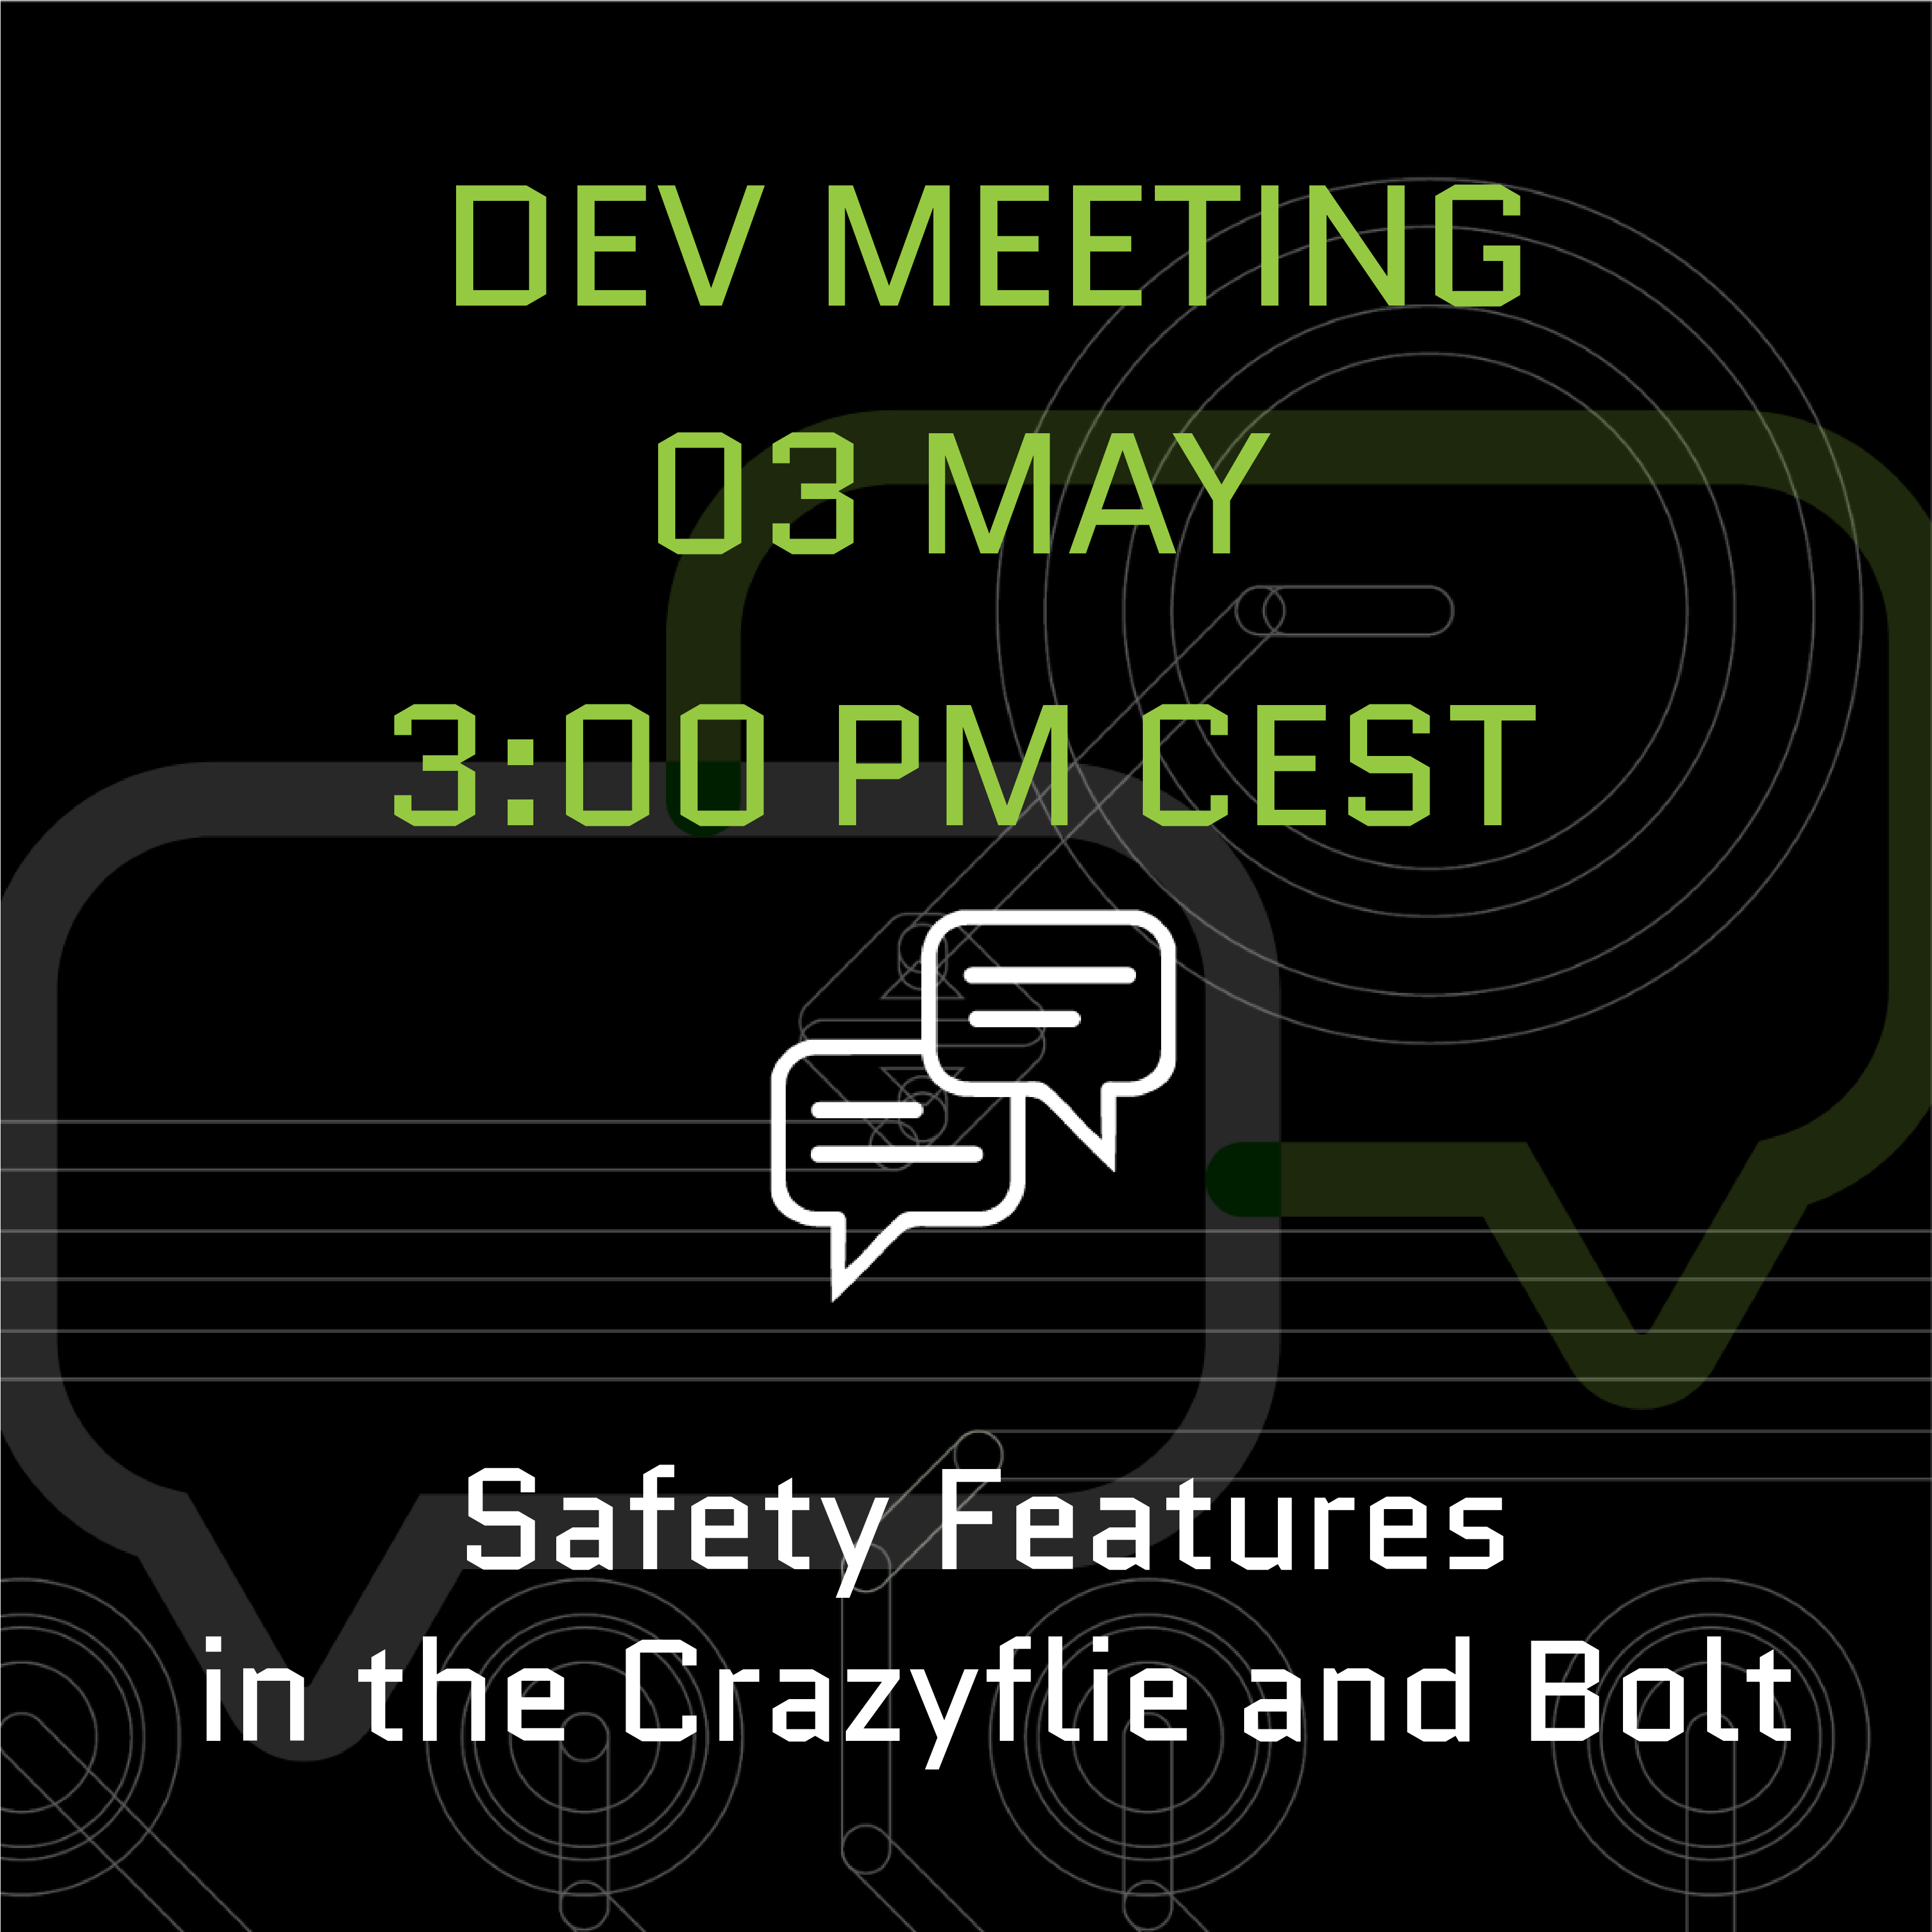 DEV MEETING
03 MAY
3:00 PM CEST
Safety Features
in the Crazyflie and Bolt